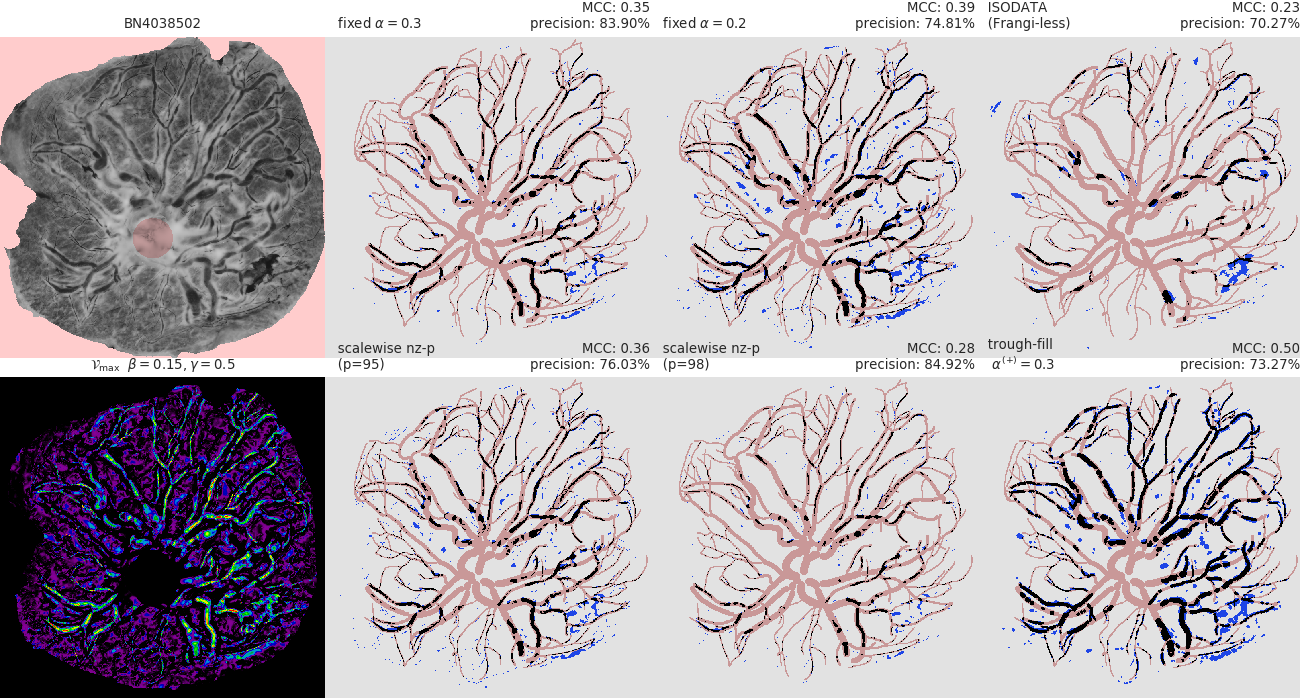 BN4038502
fixed α = 0.3
MCC: 0.35
precision: 83.90%
fixed α = 0.2
MCC: 0.39
precision: 74.81%
ISODATA
(Frangi-less)
MCC: 0.23
precision: 70.27%
𝒱max β = 0.15, γ = 0.5
scalewise nz-p
(p=95)
MCC: 0.36
precision: 76.03%
scalewise nz-p
(p=98)
MCC: 0.28
precision: 84.92%
trough-fill
α(+) = 0.3
MCC: 0.50
precision: 73.27%